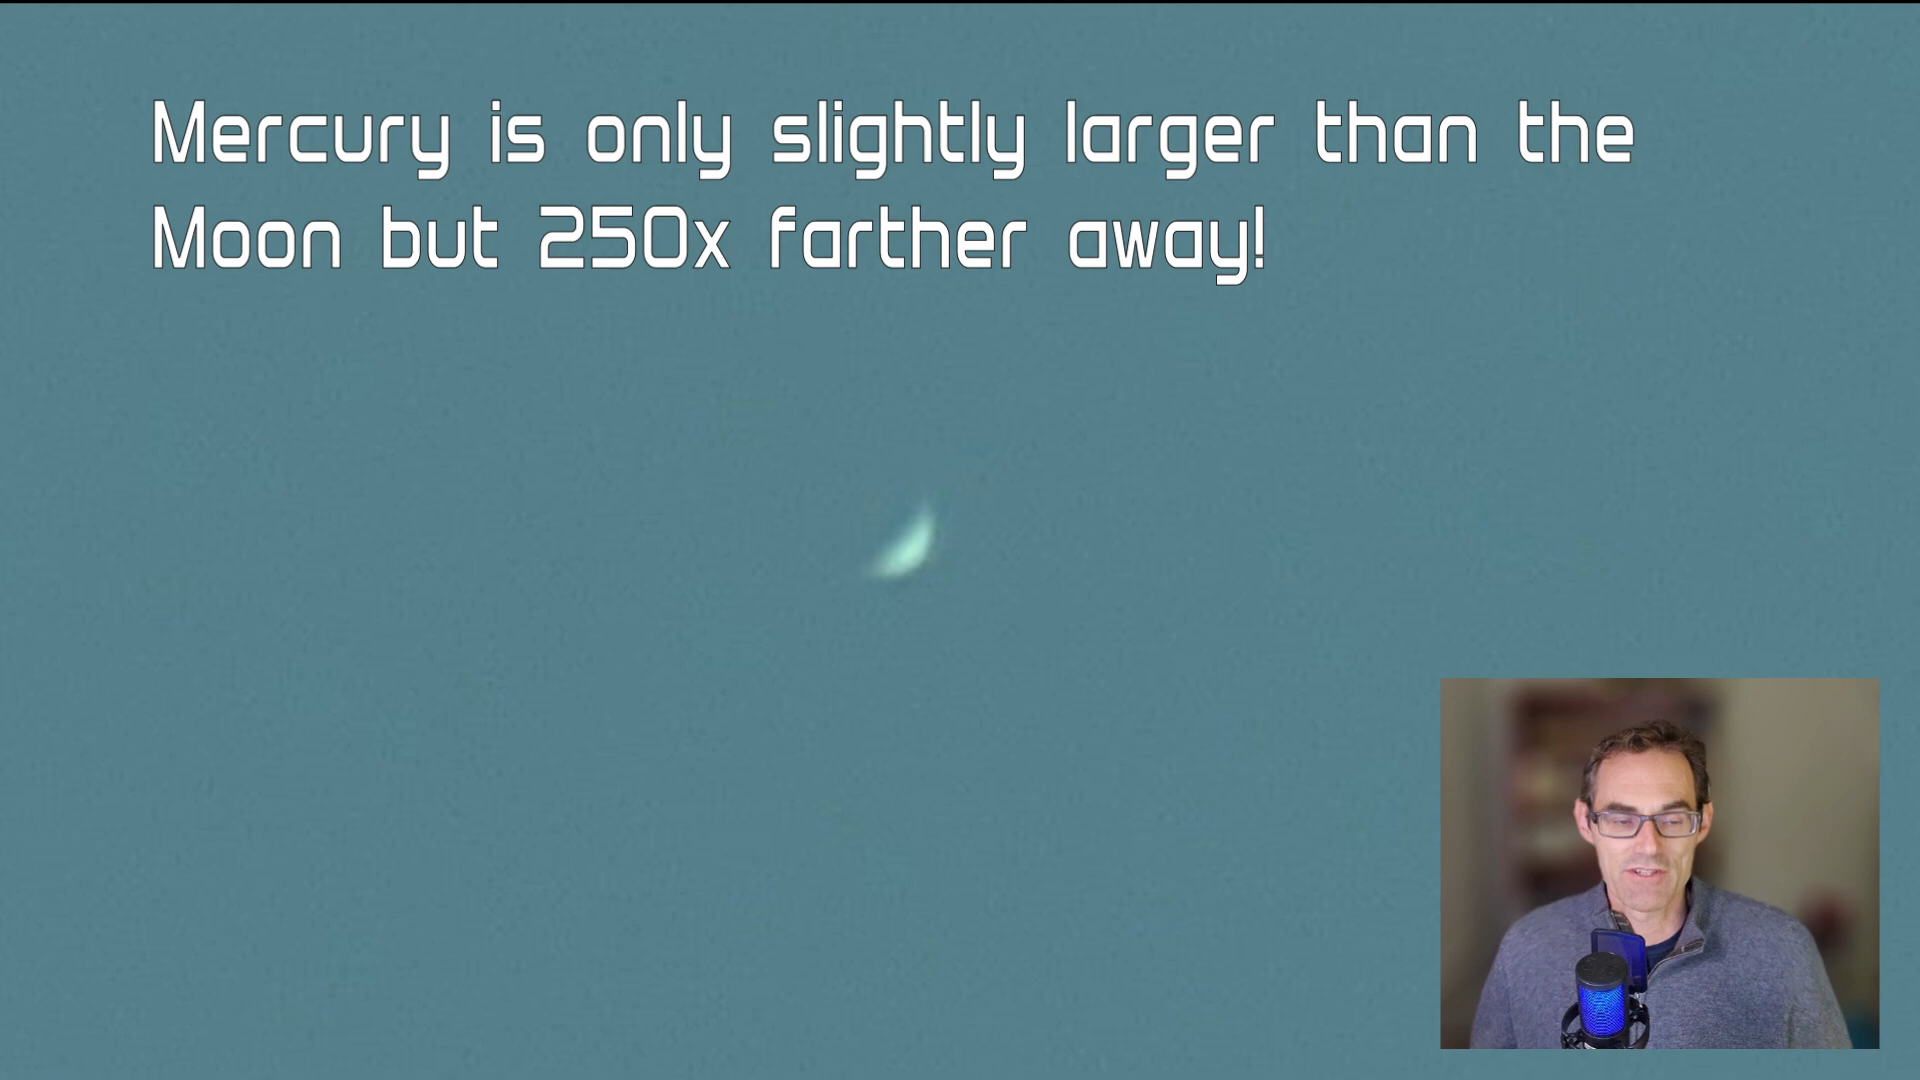 Mercury is only slightly larger than the
Moon but 250x farther away!